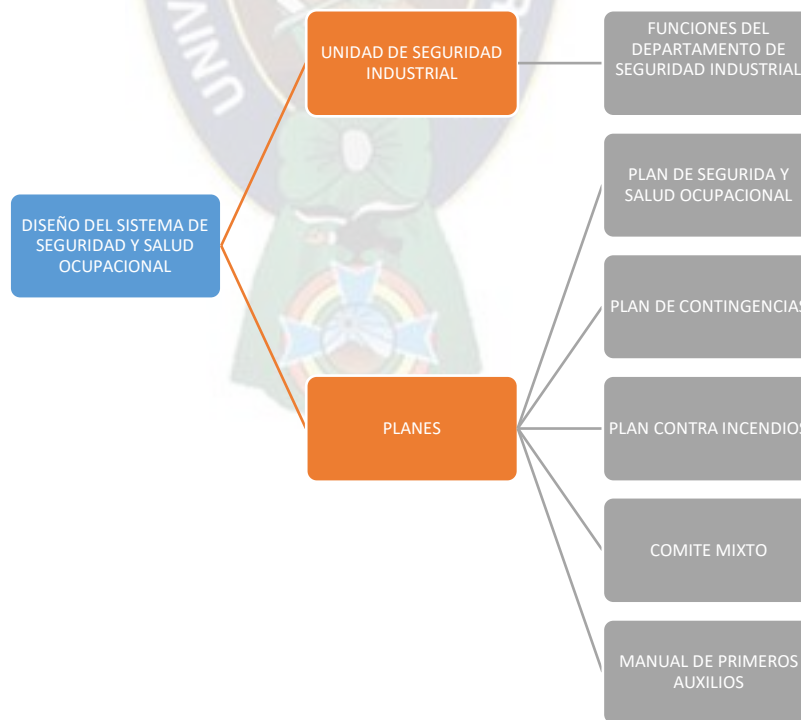 UNIV
DISEÑO DEL SISTEMA DE
SEGURIDAD Y SALUD
OCUPACIONAL
UNIDAD DE SEGURIDAD
INDUSTRIAL
FUNCIONES DEL
DEPARTAMENTO DE
SEGURIDAD INDUSTRIAL
PLANES
PLAN DE SEGURIDA Y
SALUD OCUPACIONAL
PLAN DE CONTINGENCIAS
PLAN CONTRA INCENDIOS
COMITE MIXTO
MANUAL DE PRIMEROS
AUXILIOS